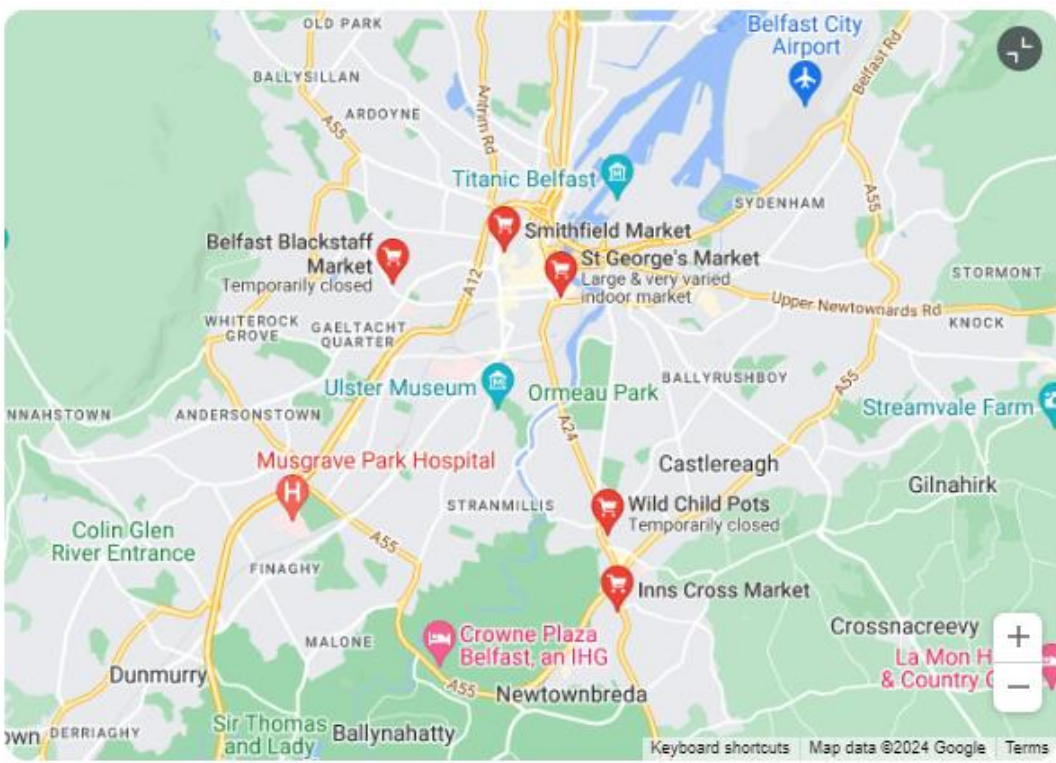 OLD PARK
Belfast City
Airport
Belfast Rd
BALLYSILLAN
ARDOYNE
A55
Antrim Rd
Titanic Belfast
SYDENHAM
A55
Smithfield Market
Belfast Blackstaff
Market
Temporarily closed
St George's Market
Large & very varied
indoor market
A12
STORMONT
Upper Newtownards Rd
KNOCK
WHITEROCK
GROVE
GAELTACHT
QUARTER
BALLYRUSHBOY
A55
Ulster Museum
Ormeau Park
Streamvale Farm
NNAHSTOWN
ANDERSONSTOWN
A24
Musgrave Park Hospital
H
Castlereagh
Gilnahirk
STRANMILLIS
Wild Child Pots
Temporarily closed
Colin Glen
River Entrance
A55
FINAGHY
Inns Cross Market
MALONE
Crowne Plaza
Belfast, an IHG
Crossnacreevy
La Mon H
& Country C
+
−
Dunmurry
A55
Newtownbreda
own
DERRIAGHY
Sir Thomas
and Lady
Ballynahatty
Keyboard shortcuts
Map data ©2024 Google
Terms